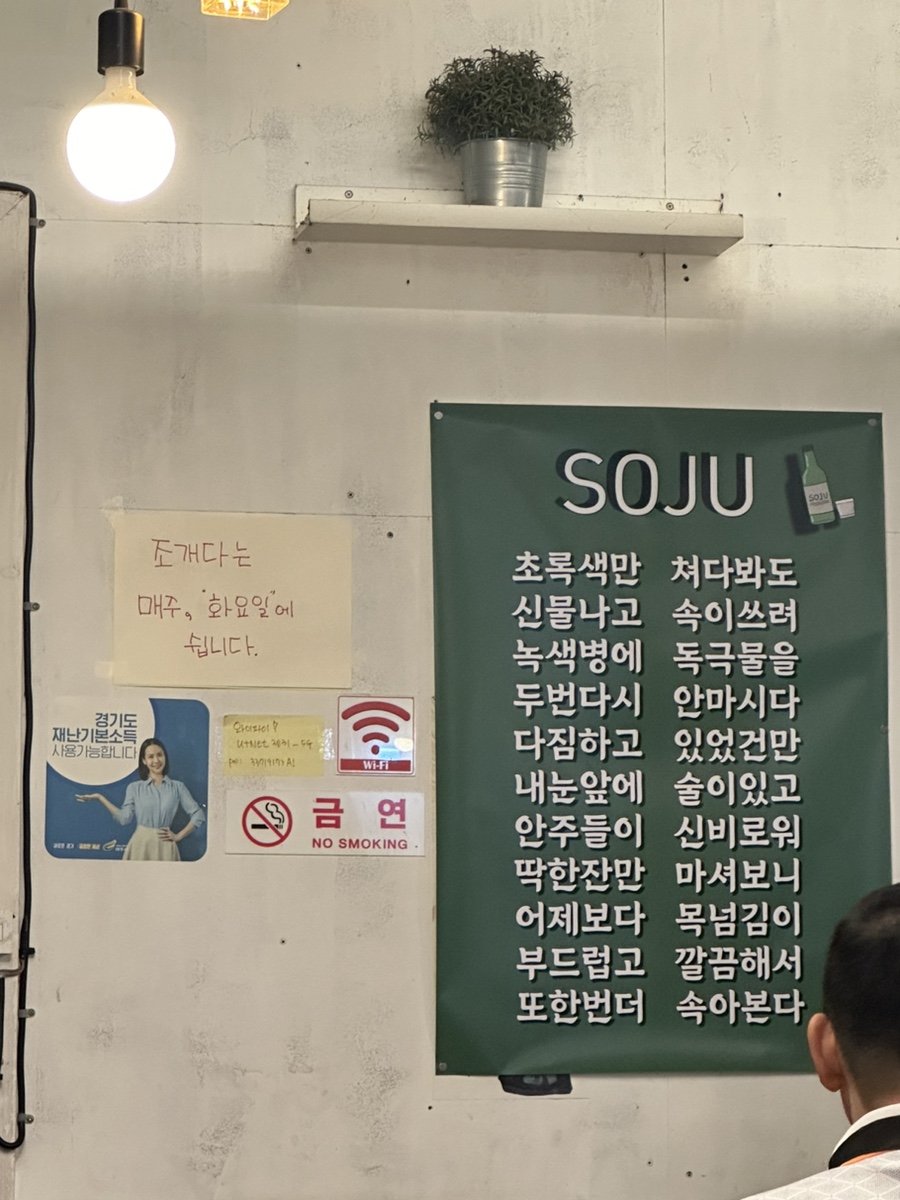 SOJU
SOJU
초록색만 쳐다봐도
신물나고 속이쓰려
녹색병에 독극물을
두번다시 안마시다
다짐하고 있었건만
내눈앞에 술이있고
안주들이 신비로워
딱한잔만 마셔보니
어제보다 목넘김이
부드럽고 깔끔해서
또한번더 속아본다
조개다는
매주。"화요일"에
쉽니다.
경기도
재난기본소득
사용가능합니다
와이파이
Wi-Fi
금 연
NO SMOKING